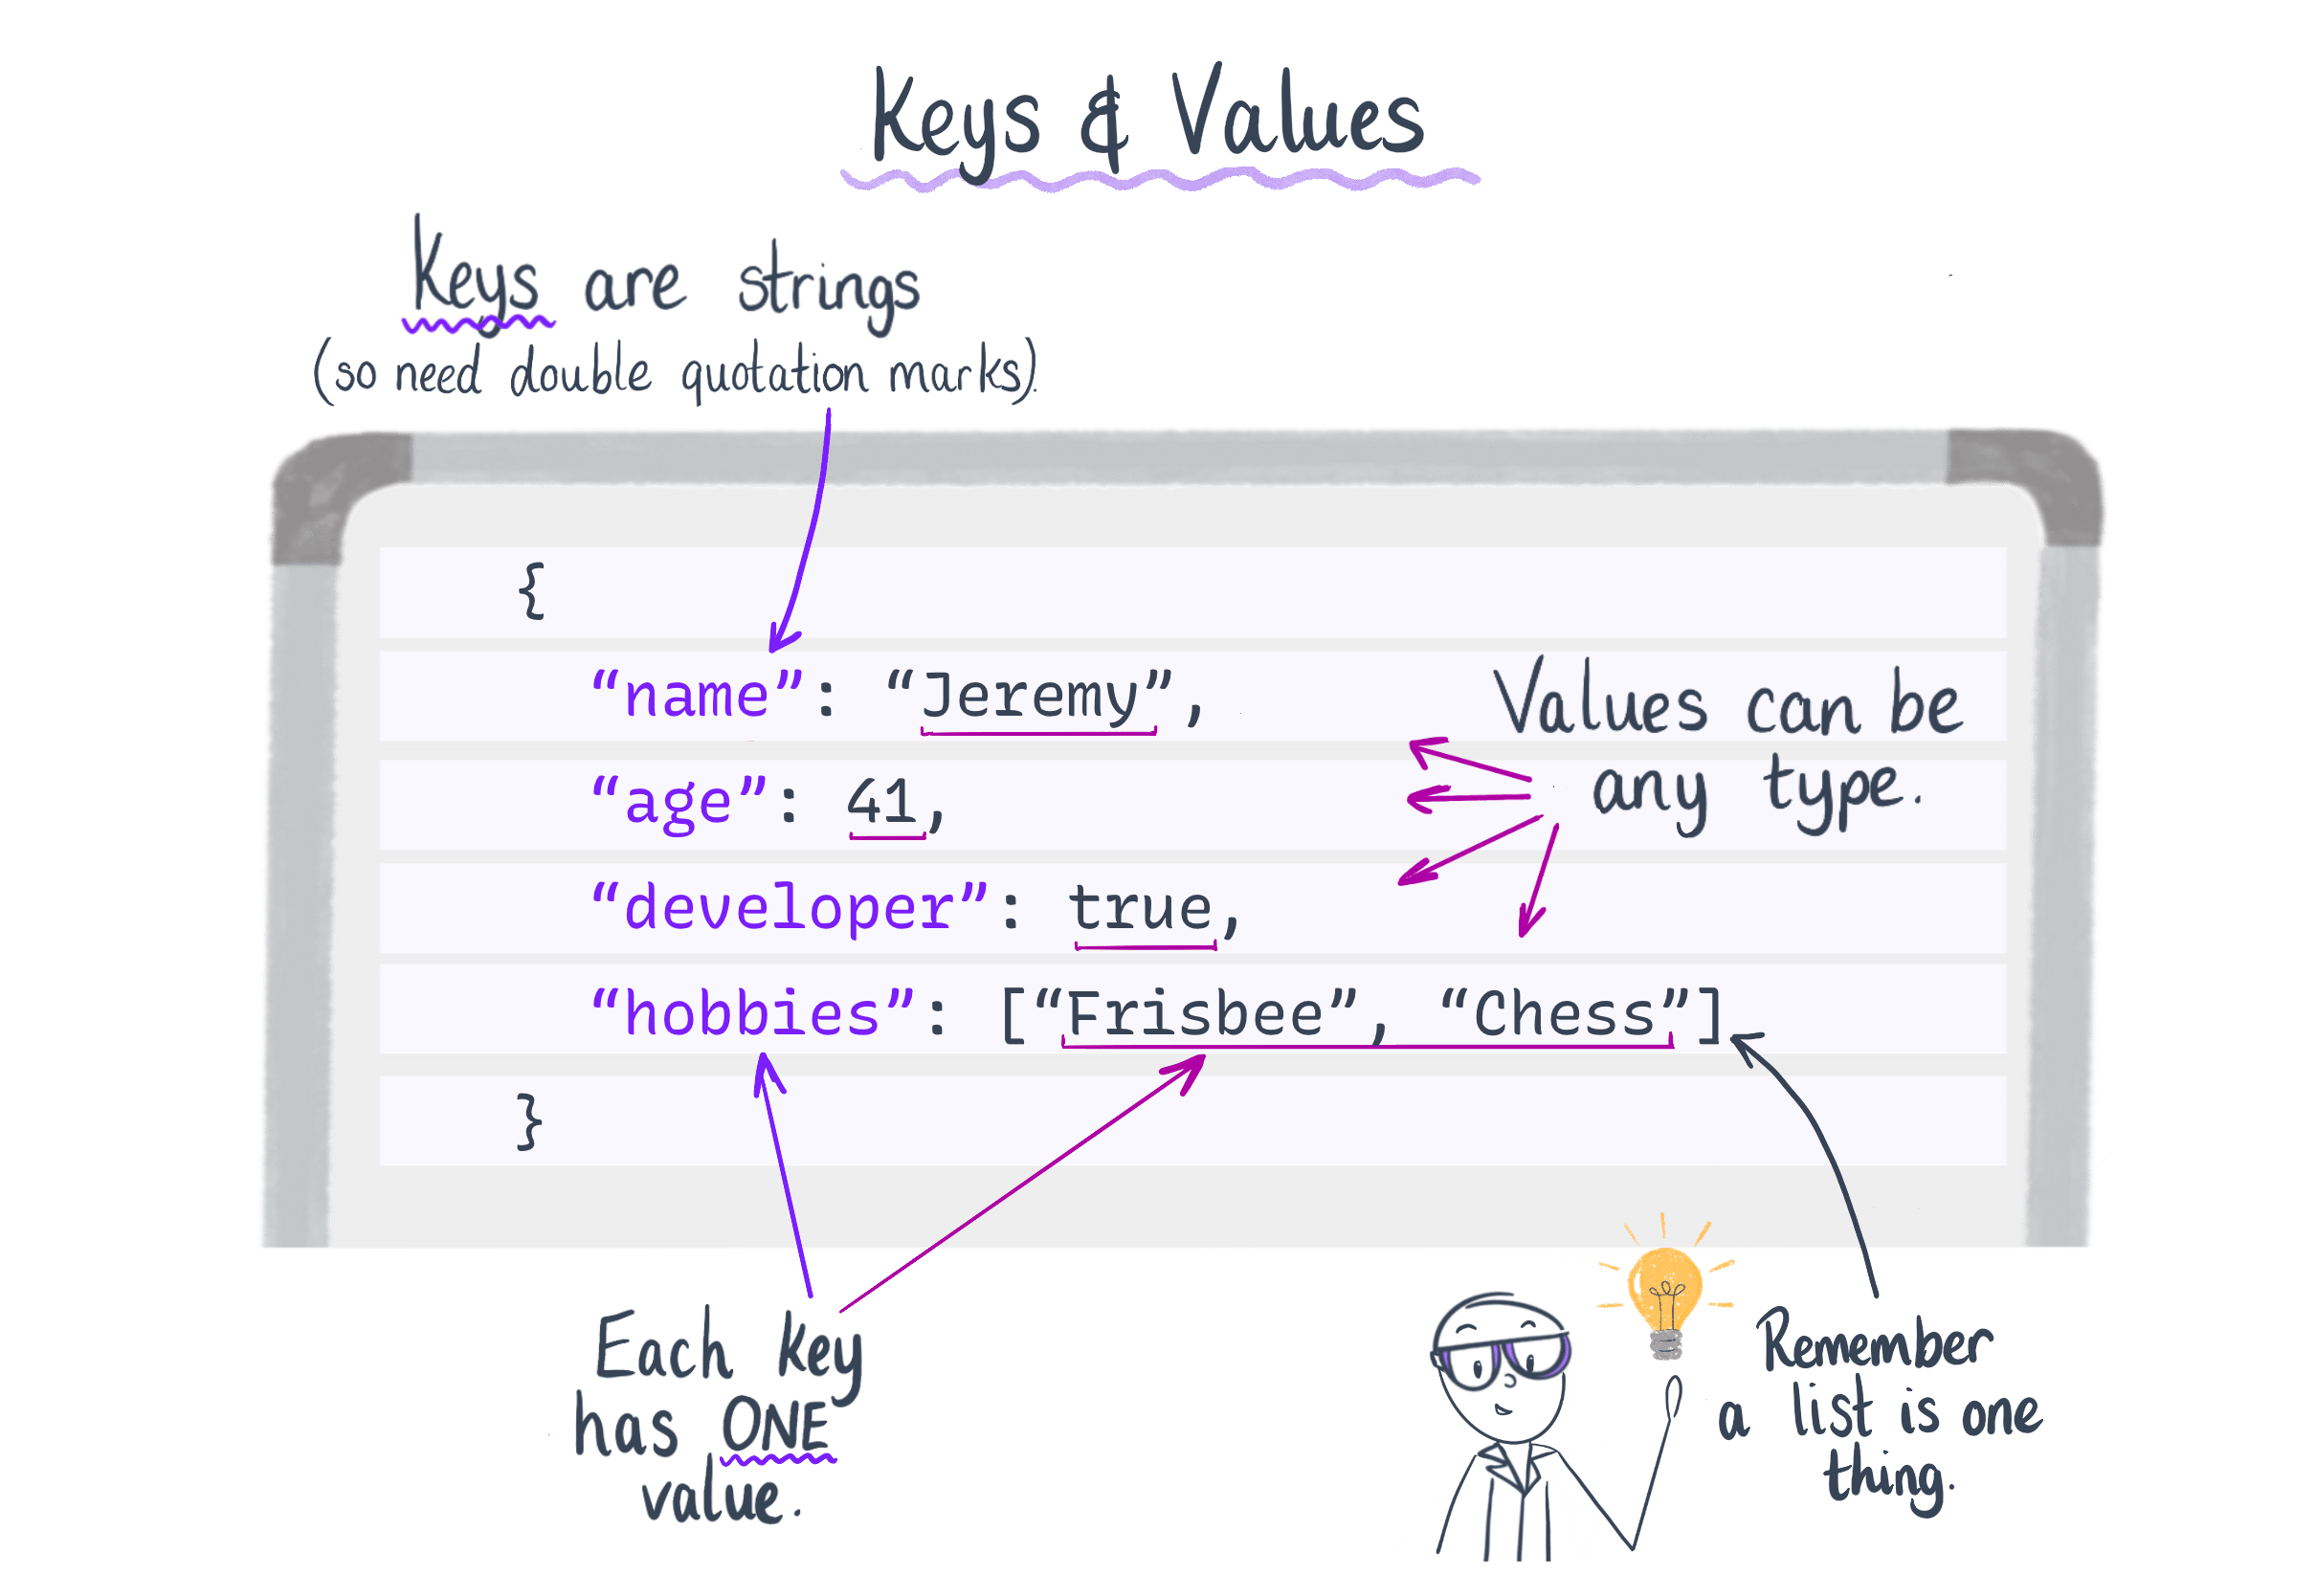 Keys & Values
Keys are strings
(so need double quotation marks).
{
“name”: “Jeremy”,
“age”: 41,
“developer”: true,
“hobbies”: [“Frisbee”, “Chess”]
}
Values can be
any type.
Each key
has ONE
value.
Remember
a list is one
thing.